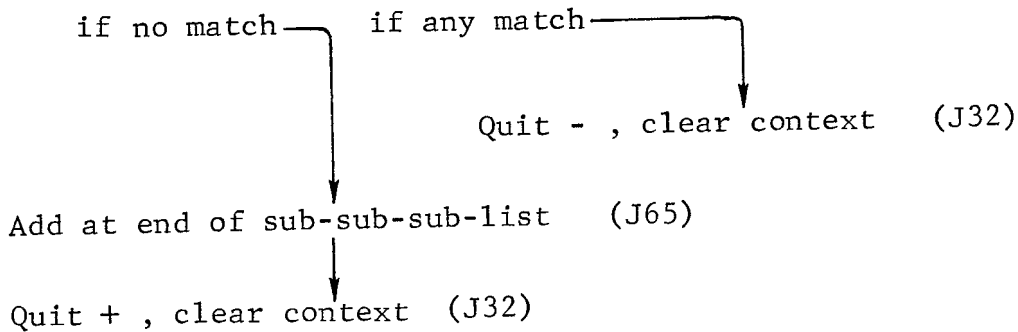 if no match if any match
Quit - , clear context (J32)
Add at end of sub-sub-sub-list (J65)
Quit + , clear context (J32)